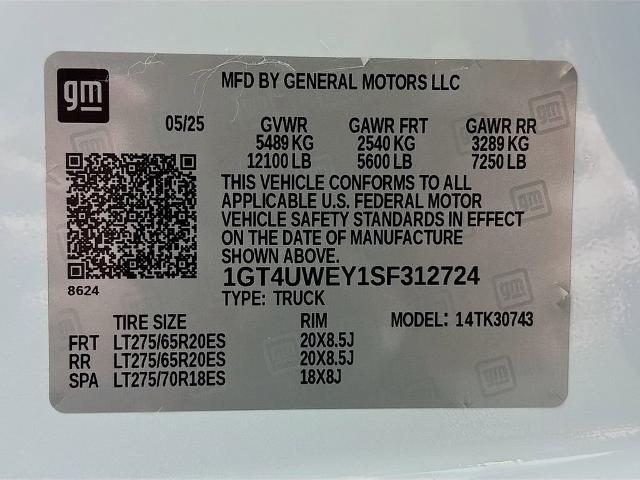 gm
MFD BY GENERAL MOTORS LLC
05/25 GVWR GAWR FRT GAWR RR
5489 KG 2540 KG 3289 KG
12100 LB 5600 LB 7250 LB
THIS VEHICLE CONFORMS TO ALL
APPLICABLE U.S. FEDERAL MOTOR
VEHICLE SAFETY STANDARDS IN EFFECT
ON THE DATE OF MANUFACTURE
SHOWN ABOVE.
8624
1GT4UWEY1SF312724
TYPE: TRUCK
TIRE SIZE RIM MODEL: 14TK30743
FRT LT275/65R20ES 20X8.5J
RR LT275/65R20ES 20X8.5J
SPA LT275/70R18ES 18X8J